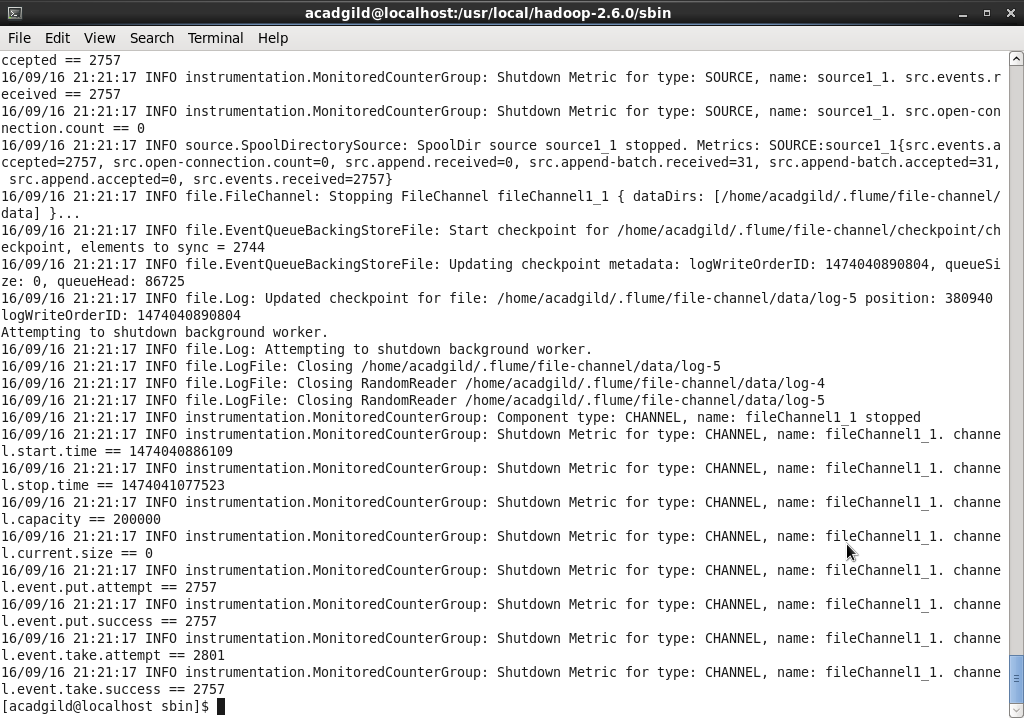 acadgild@localhost:/usr/local/hadoop-2.6.0/sbin
File Edit View Search Terminal Help
ccepted == 2757
16/09/16 21:21:17 INFO instrumentation.MonitoredCounterGroup: Shutdown Metric for type: SOURCE, name: source1_1. src.events.r
eceived == 2757
16/09/16 21:21:17 INFO instrumentation.MonitoredCounterGroup: Shutdown Metric for type: SOURCE, name: source1_1. src.open-con
nection.count == 0
16/09/16 21:21:17 INFO source.SpoolDirectorySource: SpoolDir source source1_1 stopped. Metrics: SOURCE:source1_1{src.events.a
ccepted=2757, src.open-connection.count=0, src.append.received=0, src.append-batch.received=31, src.append-batch.accepted=31,
 src.append.accepted=0, src.events.received=2757}
16/09/16 21:21:17 INFO file.FileChannel: Stopping FileChannel fileChannel1_1 { dataDirs: [/home/acadgild/.flume/file-channel/
data] }...
16/09/16 21:21:17 INFO file.EventQueueBackingStoreFile: Start checkpoint for /home/acadgild/.flume/file-channel/checkpoint/ch
eckpoint, elements to sync = 2744
16/09/16 21:21:17 INFO file.EventQueueBackingStoreFile: Updating checkpoint metadata: logWriteOrderID: 1474040890804, queueSi
ze: 0, queueHead: 86725
16/09/16 21:21:17 INFO file.Log: Updated checkpoint for file: /home/acadgild/.flume/file-channel/data/log-5 position: 380940
logWriteOrderID: 1474040890804
Attempting to shutdown background worker.
16/09/16 21:21:17 INFO file.Log: Attempting to shutdown background worker.
16/09/16 21:21:17 INFO file.LogFile: Closing /home/acadgild/.flume/file-channel/data/log-5
16/09/16 21:21:17 INFO file.LogFile: Closing RandomReader /home/acadgild/.flume/file-channel/data/log-4
16/09/16 21:21:17 INFO file.LogFile: Closing RandomReader /home/acadgild/.flume/file-channel/data/log-5
16/09/16 21:21:17 INFO instrumentation.MonitoredCounterGroup: Component type: CHANNEL, name: fileChannel1_1 stopped
16/09/16 21:21:17 INFO instrumentation.MonitoredCounterGroup: Shutdown Metric for type: CHANNEL, name: fileChannel1_1. channe
l.start.time == 1474040886109
16/09/16 21:21:17 INFO instrumentation.MonitoredCounterGroup: Shutdown Metric for type: CHANNEL, name: fileChannel1_1. channe
l.stop.time == 1474041077523
16/09/16 21:21:17 INFO instrumentation.MonitoredCounterGroup: Shutdown Metric for type: CHANNEL, name: fileChannel1_1. channe
l.capacity == 200000
16/09/16 21:21:17 INFO instrumentation.MonitoredCounterGroup: Shutdown Metric for type: CHANNEL, name: fileChannel1_1. channe
l.current.size == 0
16/09/16 21:21:17 INFO instrumentation.MonitoredCounterGroup: Shutdown Metric for type: CHANNEL, name: fileChannel1_1. channe
l.event.put.attempt == 2757
16/09/16 21:21:17 INFO instrumentation.MonitoredCounterGroup: Shutdown Metric for type: CHANNEL, name: fileChannel1_1. channe
l.event.put.success == 2757
16/09/16 21:21:17 INFO instrumentation.MonitoredCounterGroup: Shutdown Metric for type: CHANNEL, name: fileChannel1_1. channe
l.event.take.attempt == 2801
16/09/16 21:21:17 INFO instrumentation.MonitoredCounterGroup: Shutdown Metric for type: CHANNEL, name: fileChannel1_1. channe
l.event.take.success == 2757
[acadgild@localhost sbin]$